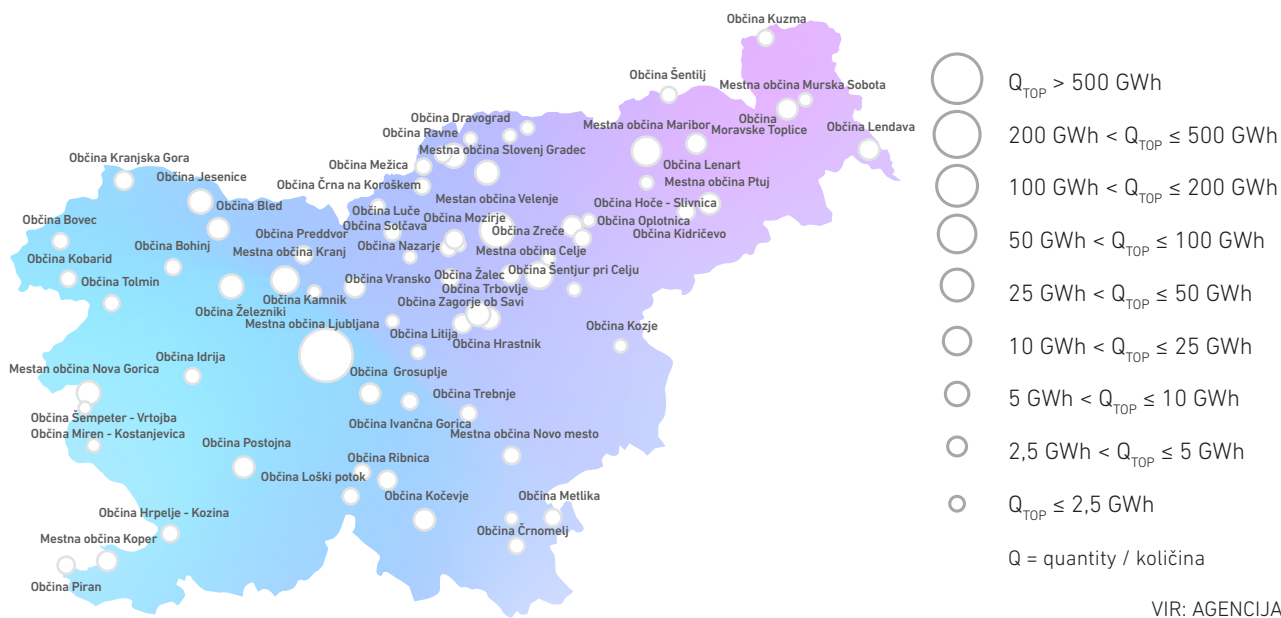 Občina Kuzma
Občina Šentilj
Mestna občina Murska Sobota
Občina Dravograd
Občina Ravne
Mestna občina Maribor
Občina
Moravske Toplice
Občina Lendava
Mestna občina Slovenj Gradec
Občina Kranjska Gora
Občina Mežica
Občina Lenart
Občina Jesenice
Občina Črna na Koroškem
Mestna občina Ptuj
Mestan občina Velenje
Občina Bled
Občina Luče
Občina Hoče - Slivnica
Občina Bovec
Občina Preddvor
Občina Solčava
Občina Mozirje
Občina Zreče
Občina Oplotnica
Občina Kidričevo
Občina Bohinj
Mestna občina Kranj
Občina Nazarje
Mestna občina Celje
Občina Kobarid
Občina Tolmin
Občina Vransko
Občina Žalec
Občina Šentjur pri Celju
Občina Kamnik
Občina Trbovlje
Občina Železniki
Občina Zagorje ob Savi
Mestna občina Ljubljana
Občina Litija
Občina Kozje
Občina Hrastnik
Občina Idrija
Mestan občina Nova Gorica
Občina Grosuplje
Občina Trebnje
Občina Šempeter - Vrtojba
Občina Ivančna Gorica
Občina Miren - Kostanjevica
Mestna občina Novo mesto
Občina Postojna
Občina Ribnica
Občina Loški potok
Občina Kočevje
Občina Metlika
Občina Hrpelje - Kozina
Občina Črnomelj
Mestna občina Koper
Občina Piran
Q_TOP > 500 GWh
200 GWh < Q_TOP ≤ 500 GWh
100 GWh < Q_TOP ≤ 200 GWh
50 GWh < Q_TOP ≤ 100 GWh
25 GWh < Q_TOP ≤ 50 GWh
10 GWh < Q_TOP ≤ 25 GWh
5 GWh < Q_TOP ≤ 10 GWh
2,5 GWh < Q_TOP ≤ 5 GWh
Q_TOP ≤ 2,5 GWh
Q = quantity / količina
VIR: AGENCIJA